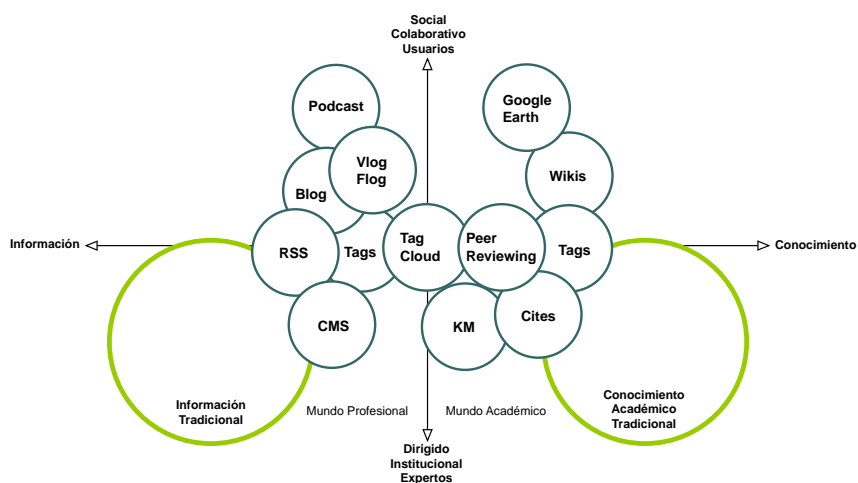 Social
Colaborativo
Usuarios
Podcast
Google
Earth
Vlog
Flog
Blog
Wikis
Información
RSS
Tags
Tag
Cloud
Peer
Reviewing
Tags
Conocimiento
CMS
KM
Cites
Información
Tradicional
Mundo Profesional
Mundo Académico
Conocimiento
Académico
Tradicional
Dirigido
Institucional
Expertos